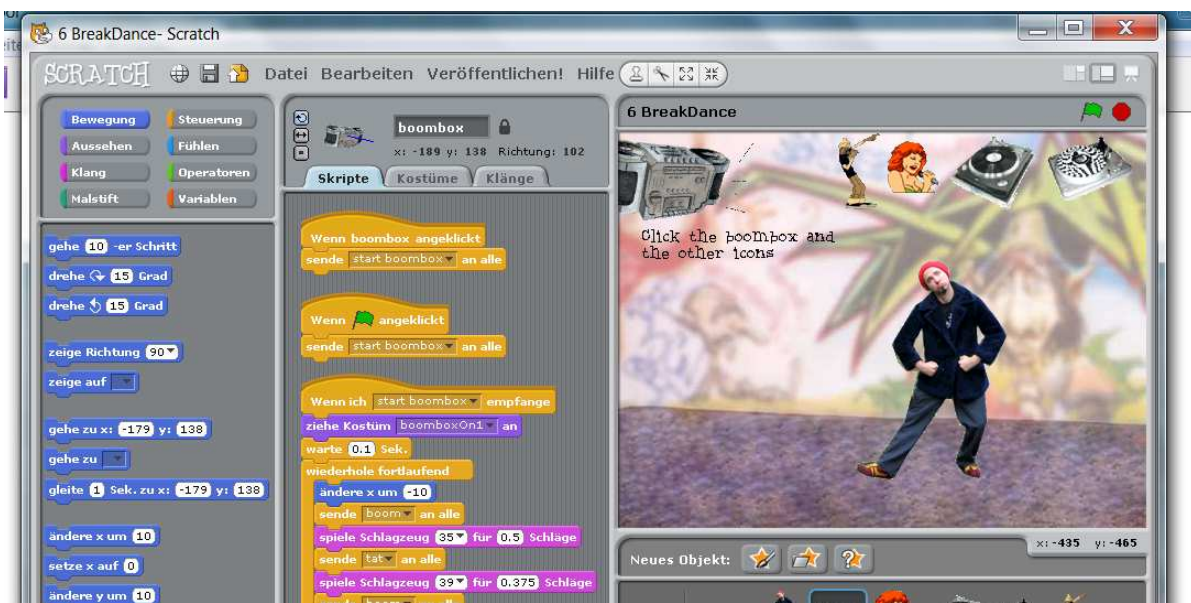 6 BreakDance- Scratch
SCRATCH
Datei Bearbeiten Veröffentlichen! Hilfe
Bewegung Steuerung
Aussehen Fühlen
Klang Operatoren
Malstift Variablen
gehe 10 -er Schritt
drehe 15 Grad
drehe 15 Grad
zeige Richtung 90
zeige auf
gehe zu x: -179 y: 138
gehe zu
gleite 1 Sek. zu x: -179 y: 138
ändere x um 10
setze x auf 0
ändere y um 10
boombox
x: -189 y: 138 Richtung: 102
Skripte Kostüme Klänge
Wenn boombox angeklickt
sende start boombox an alle
Wenn angeklickt
sende start boombox an alle
Wenn ich start boombox empfange
ziehe Kostüm boomboxOn1 an
warte 0.1 Sek.
wiederhole fortlaufend
ändere x um -10
sende boom an alle
spiele Schlagzeug 35 für 0.5 Schläge
sende tat an alle
spiele Schlagzeug 39 für 0.375 Schläge
6 BreakDance
Click the boombox and
the other icons
x: -435 y: -465
Neues Objekt: